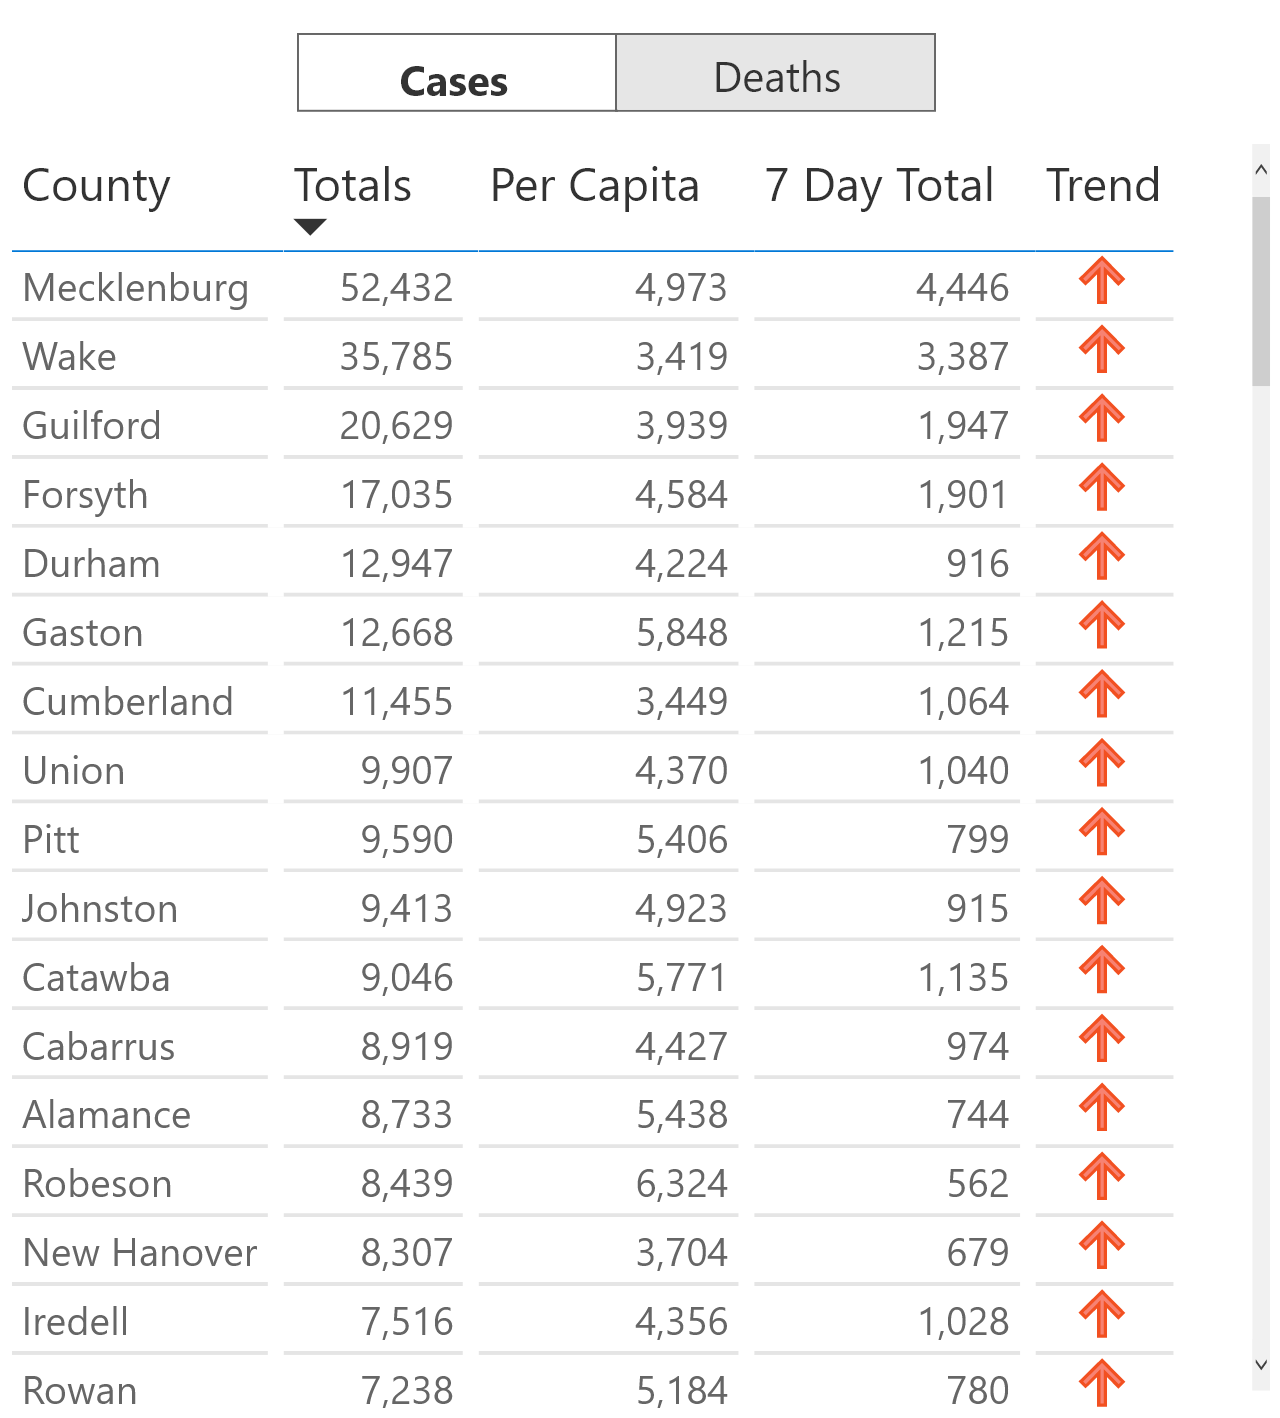 Cases Deaths
County Totals Per Capita 7 Day Total Trend
Mecklenburg 52,432 4,973 4,446
Wake 35,785 3,419 3,387
Guilford 20,629 3,939 1,947
Forsyth 17,035 4,584 1,901
Durham 12,947 4,224 916
Gaston 12,668 5,848 1,215
Cumberland 11,455 3,449 1,064
Union 9,907 4,370 1,040
Pitt 9,590 5,406 799
Johnston 9,413 4,923 915
Catawba 9,046 5,771 1,135
Cabarrus 8,919 4,427 974
Alamance 8,733 5,438 744
Robeson 8,439 6,324 562
New Hanover 8,307 3,704 679
Iredell 7,516 4,356 1,028
Rowan 7,238 5,184 780